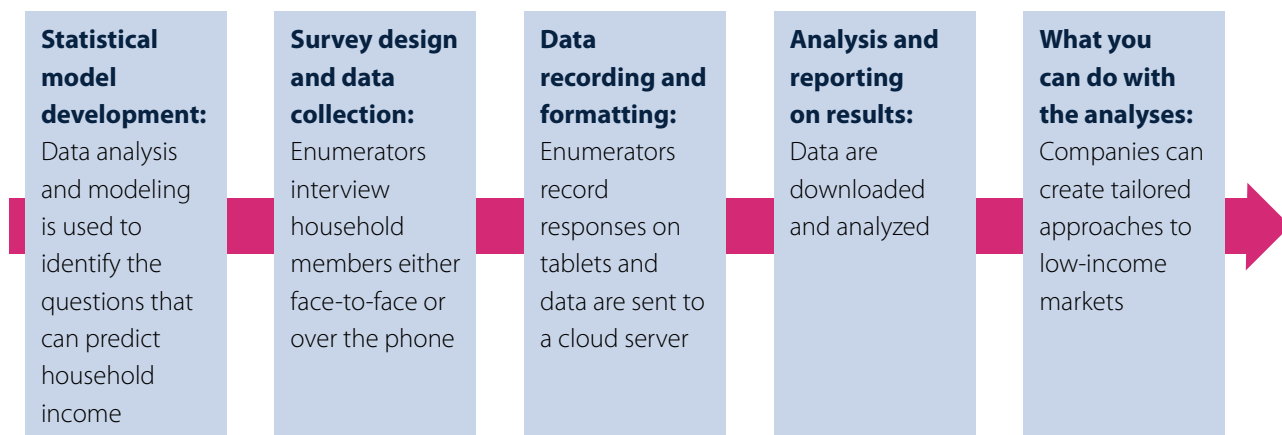 Statistical
model
development:
Data analysis
and modeling
is used to
identify the
questions that
can predict
household
income
Survey design
and data
collection:
Enumerators
interview
household
members either
face-to-face or
over the phone
Data
recording and
formatting:
Enumerators
record
responses on
tablets and
data are sent to
a cloud server
Analysis and
reporting
on results:
Data are
downloaded
and analyzed
What you
can do with
the analyses:
Companies can
create tailored
approaches to
low-income
markets